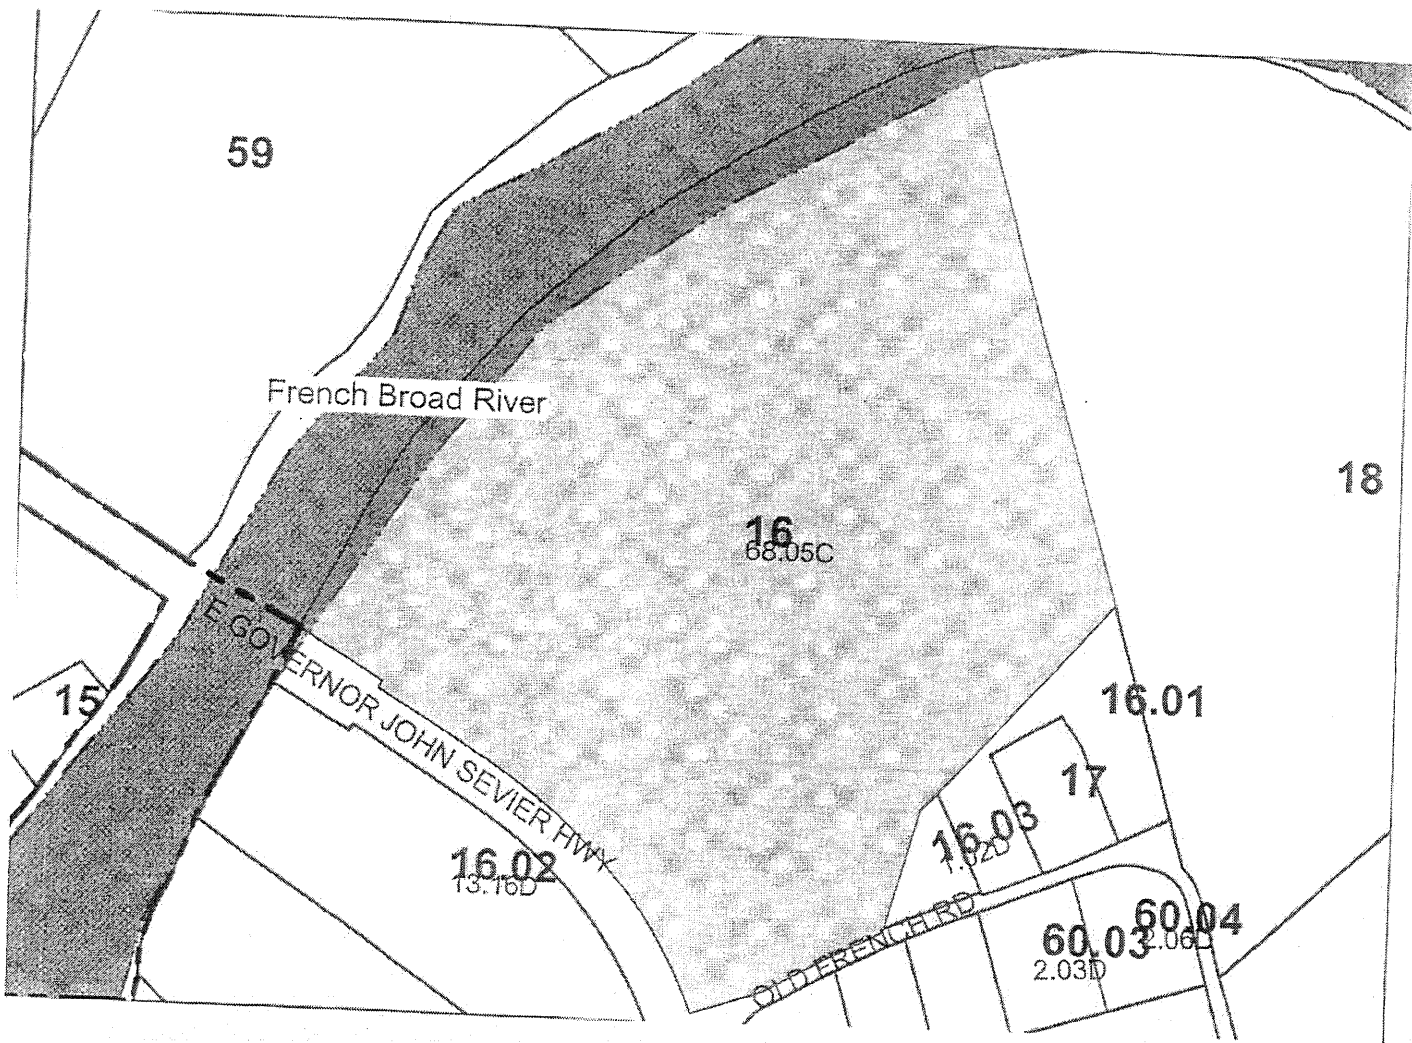 59
French Broad River
18
16
68.05C
E GOVERNOR JOHN SEVIER HWY
15
16.01
17
16.03
1.02D
16.02
13.16D
OLD FRENCH RD
60.04
2.06D
60.03
2.03D